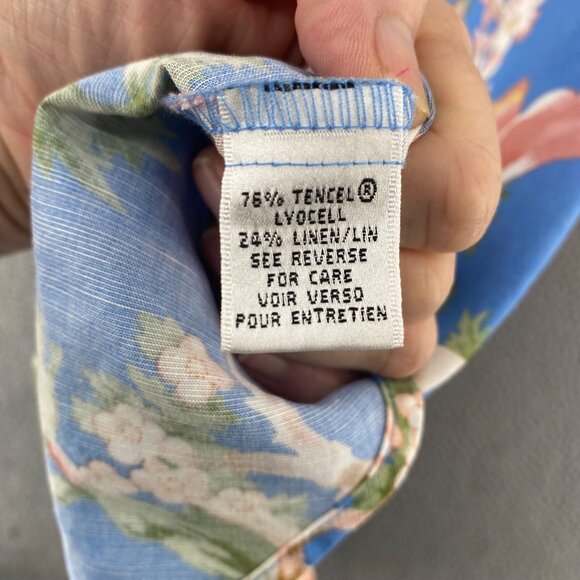 76% TENCEL®
LYOCELL
24% LINEN/LIN
SEE REVERSE
FOR CARE
VOIR VERSO
POUR ENTRETIEN